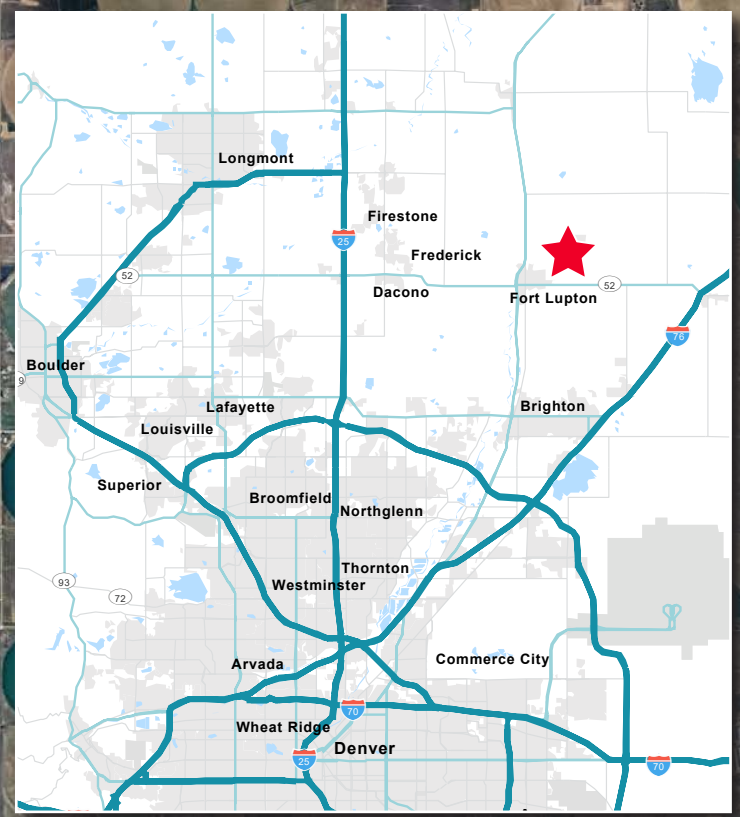 Longmont
Firestone
25
Frederick
52
52
Dacono
Fort Lupton
76
Boulder
9
Lafayette
Brighton
Louisville
Superior
Broomfield
Northglenn
Thornton
93
Westminster
72
Commerce City
Arvada
70
Wheat Ridge
Denver
25
70